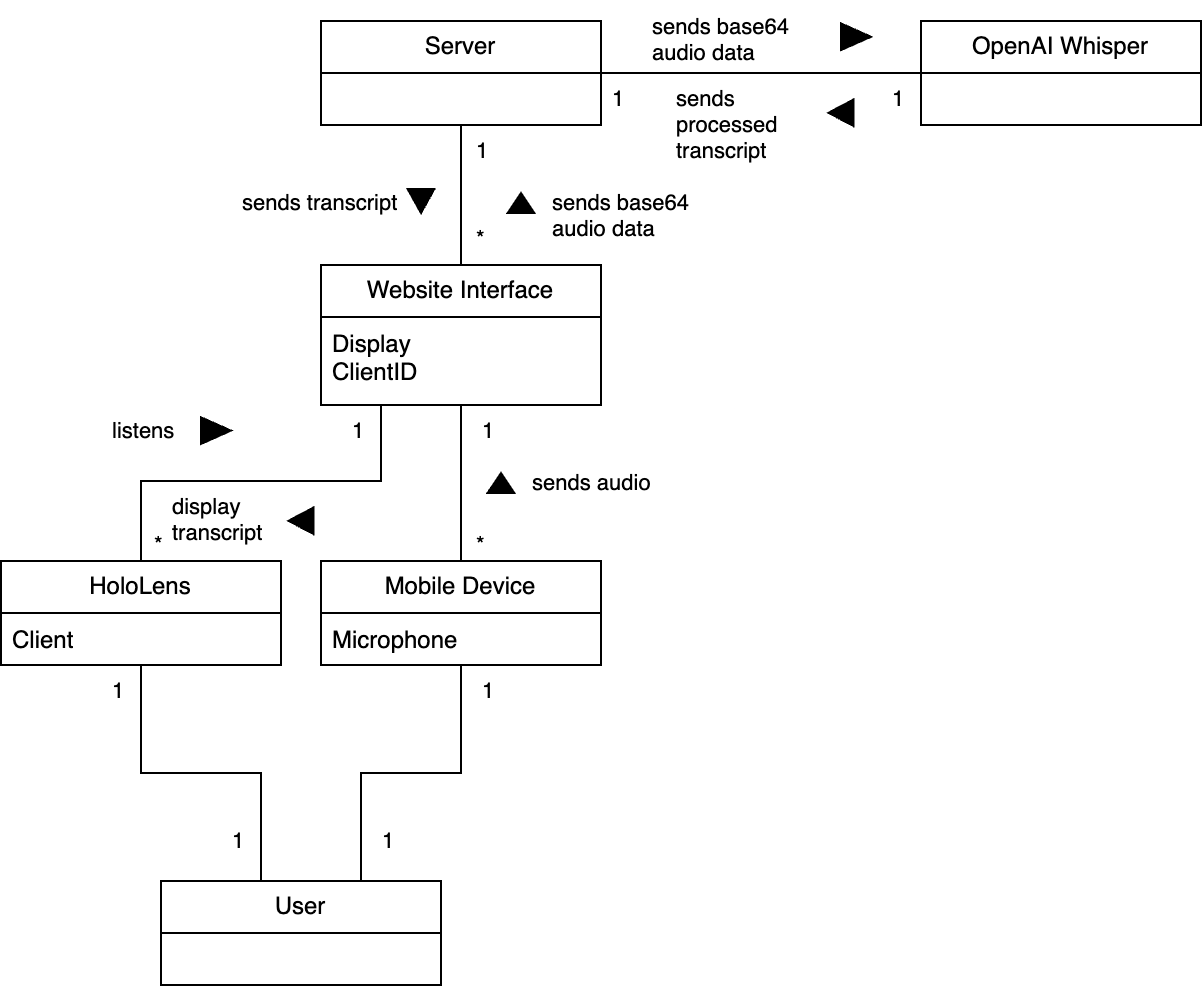 Server
sends base64
audio data
OpenAI Whisper
1
sends
processed
transcript
1
1
sends transcript
sends base64
audio data
*
Website Interface
Display
ClientID
listens
1
1
sends audio
display
transcript
*
*
HoloLens
Mobile Device
Client
Microphone
1
1
1
1
User